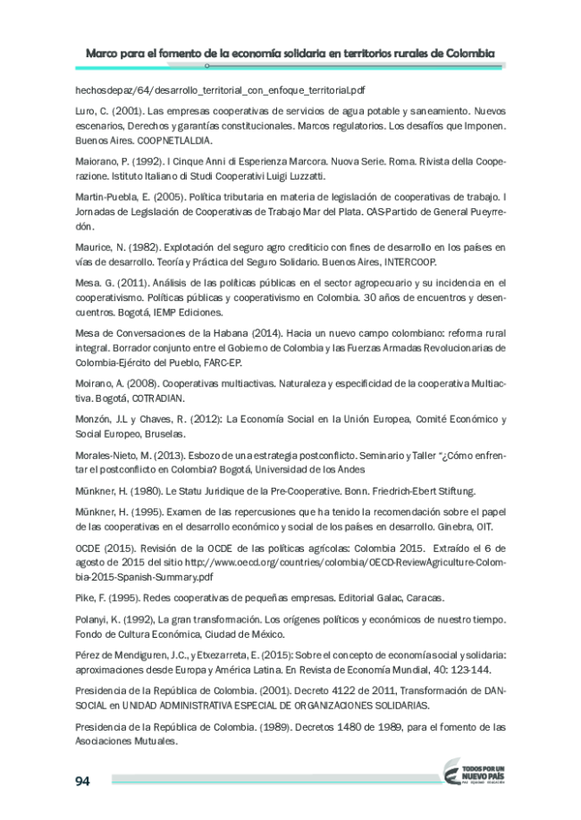 Marco para el fomento de la economía solidaria en territorios rurales de Colombia
hechosdepaz/64/desarrollo_territorial_con_enfoque_territorial.pdf
Luro, C. (2001). Las empresas cooperativas de servicios de agua potable y saneamiento. Nuevos
escenarios, Derechos y garantías constitucionales. Marcos regulatorios. Los desafíos que Imponen.
Buenos Aires. COOPNETLALDIA.
Maiorano, P. (1992). I Cinque Anni di Esperienza Marcora. Nuova Serie. Roma. Rivista della Coope-
razione. Istituto Italiano di Studi Cooperativi Luigi Luzzatti.
Martin-Puebla, E. (2005). Política tributaria en materia de legislación de cooperativas de trabajo. I
Jornadas de Legislación de Cooperativas de Trabajo Mar del Plata. CAS-Partido de General Pueyrre-
dón.
Maurice, N. (1982). Explotación del seguro agro crediticio con fines de desarrollo en los países en
vías de desarrollo. Teoría y Práctica del Seguro Solidario. Buenos Aires, INTERCOOP.
Mesa. G. (2011). Análisis de las políticas públicas en el sector agropecuario y su incidencia en el
cooperativismo. Políticas públicas y cooperativismo en Colombia. 30 años de encuentros y desen-
cuentros. Bogotá, IEMP Ediciones.
Mesa de Conversaciones de la Habana (2014). Hacia un nuevo campo colombiano: reforma rural
integral. Borrador conjunto entre el Gobierno de Colombia y las Fuerzas Armadas Revolucionarias de
Colombia-Ejército del Pueblo, FARC-EP.
Moirano, A. (2008). Cooperativas multiactivas. Naturaleza y especificidad de la cooperativa Multiac-
tiva. Bogotá, COTRADIAN.
Monzón, J.L y Chaves, R. (2012): La Economía Social en la Unión Europea, Comité Económico y
Social Europeo, Bruselas.
Morales-Nieto, M. (2013). Esbozo de una estrategia postconflicto. Seminario y Taller “¿Cómo enfren-
tar el postconflicto en Colombia? Bogotá, Universidad de los Andes
Münkner, H. (1980). Le Statu Juridique de la Pre-Cooperative. Bonn. Friedrich-Ebert Stiftung.
Münkner, H. (1995). Examen de las repercusiones que ha tenido la recomendación sobre el papel
de las cooperativas en el desarrollo económico y social de los países en desarrollo. Ginebra, OIT.
OCDE (2015). Revisión de la OCDE de las políticas agrícolas: Colombia 2015. Extraído el 6 de
agosto de 2015 del sitio http://www.oecd.org/countries/colombia/OECD-ReviewAgriculture-Colom-
bia-2015-Spanish-Summary.pdf
Pike, F. (1995). Redes cooperativas de pequeñas empresas. Editorial Galac, Caracas.
Polanyi, K. (1992), La gran transformación. Los orígenes políticos y económicos de nuestro tiempo.
Fondo de Cultura Económica, Ciudad de México.
Pérez de Mendiguren, J.C., y Etxezarreta, E. (2015): Sobre el concepto de economía social y solidaria:
aproximaciones desde Europa y América Latina. En Revista de Economía Mundial, 40: 123-144.
Presidencia de la República de Colombia. (2001). Decreto 4122 de 2011, Transformación de DAN-
SOCIAL en UNIDAD ADMINISTRATIVA ESPECIAL DE ORGANIZACIONES SOLIDARIAS.
Presidencia de la República de Colombia. (1989). Decretos 1480 de 1989, para el fomento de las
Asociaciones Mutuales.
94
TODOS POR UN
NUEVO PAÍS
PAZ EQUIDAD EDUCACIÓN